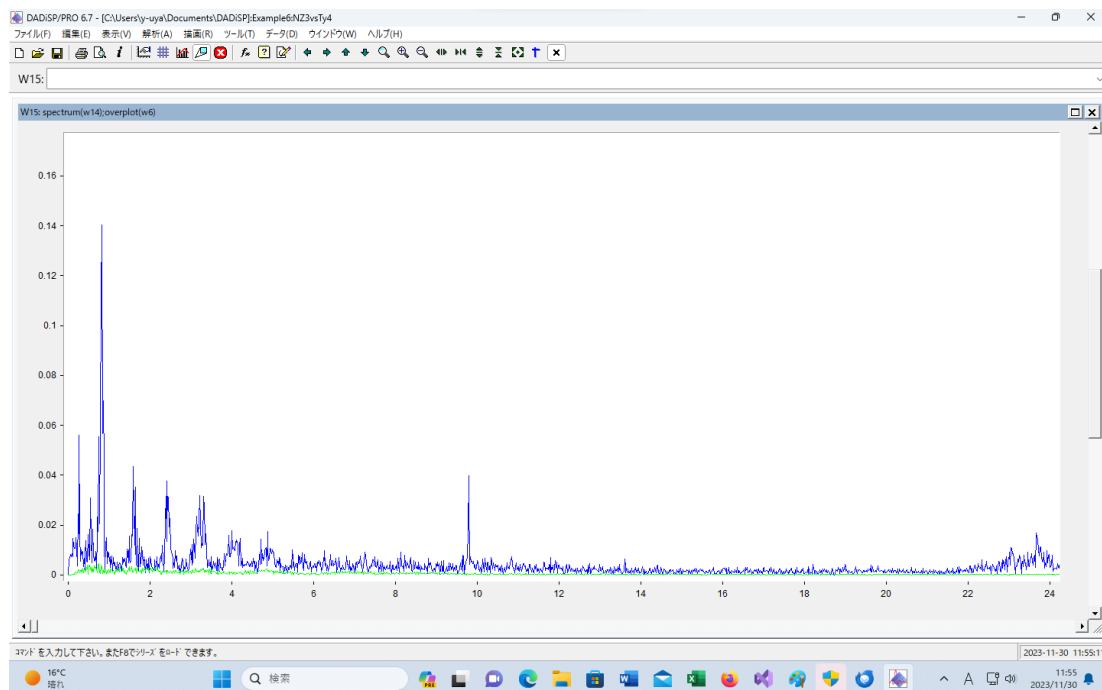 DADiSP/PRO 6.7 - [C:\Users\y-uya\Documents\DADiSP]:Example6:NZ3vsTy4
ファイル(F) 編集(E) 表示(V) 解析(A) 描画(R) ツール(T) データ(D) ウインドウ(W) ヘルプ(H)
W15:
W15: spectrum(w14);overplot(w6)
0.16
0.14
0.12
0.1
0.08
0.06
0.04
0.02
0
0 2 4 6 8 10 12 14 16 18 20 22 24
コマンドを入力して下さい。またF8でシリーズをロードできます。
2023-11-30 11:55:1
16°C
晴れ
検索
PRE
A
11:55
2023/11/30